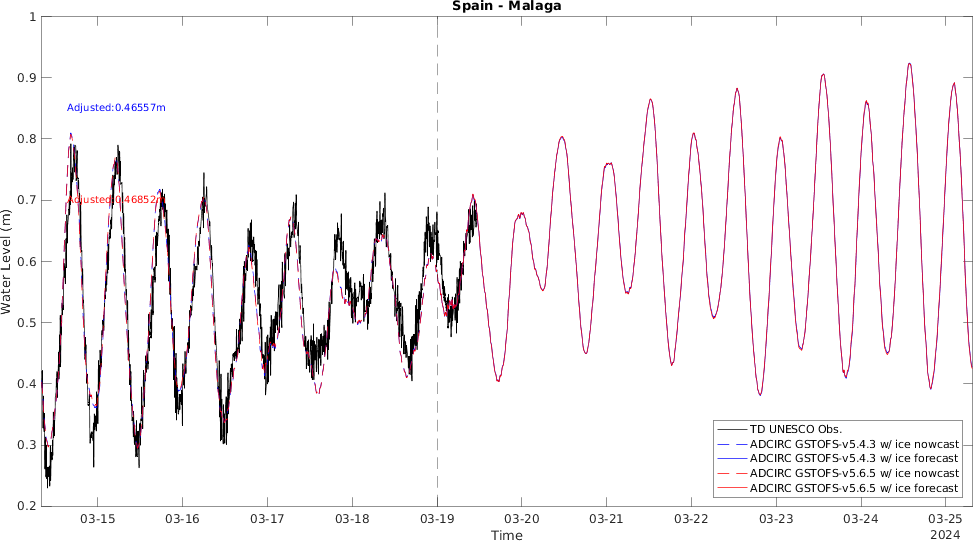 Spain - Malaga
1
0.9
0.8
0.7
0.6
0.5
0.4
0.3
0.2
Water Level (m)
Adjusted:0.46557m
Adjusted:0.46852m
TD UNESCO Obs.
ADCIRC GSTOFS-v5.4.3 w/ ice nowcast
ADCIRC GSTOFS-v5.4.3 w/ ice forecast
ADCIRC GSTOFS-v5.6.5 w/ ice nowcast
ADCIRC GSTOFS-v5.6.5 w/ ice forecast
03-15 03-16 03-17 03-18 03-19 03-20 03-21 03-22 03-23 03-24 03-25
2024
Time